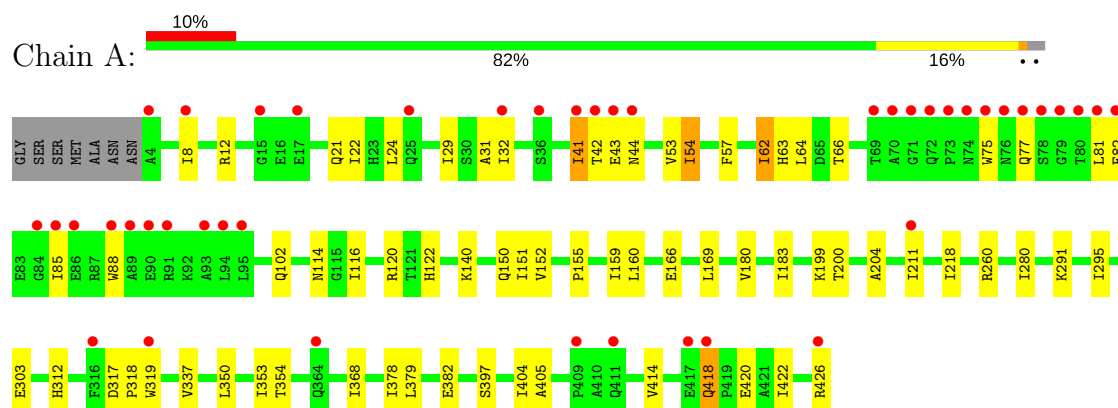 10%
Chain A:
82% 16% • •
GLY SER SER MET ALA ASN ASN A4 I8 R12 G15 E16 E17 Q21 I22 H23 L24 Q25 I29 S30 A31 I32 S36 I41 T42 E43 N44 V53 I54 F57 I62 H63 L64 D65 T66 T69 A70 G71 Q72 P73 N74 W75 N76 Q77 S78 G79 T80 L81 E82
E83 G84 I85 E86 R87 W88 A89 E90 R91 K92 A93 L94 L95 Q102 N114 G115 I116 R120 T121 H122 K140 Q150 I151 V152 P155 I159 L160 E166 L169 V180 I183 K199 T200 A204 I211 I218 R260 I280 K291 I295
E303 H312 F316 D317 P318 W319 V337 L350 I353 T354 Q364 I368 I378 L379 E382 S397 I404 A405 P409 A410 Q411 V414 E417 Q418 P419 E420 A421 I422 R426